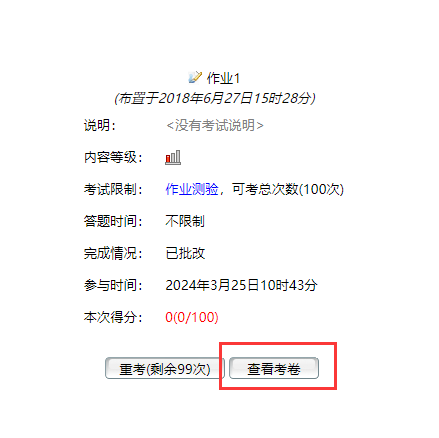 作业1
(布置于2018年6月27日15时28分)
说明： <没有考试说明>
内容等级：
考试限制： 作业测验，可考总次数(100次)
答题时间： 不限制
完成情况： 已批改
参与时间： 2024年3月25日10时43分
本次得分： 0(0/100)
重考(剩余99次) 查看考卷